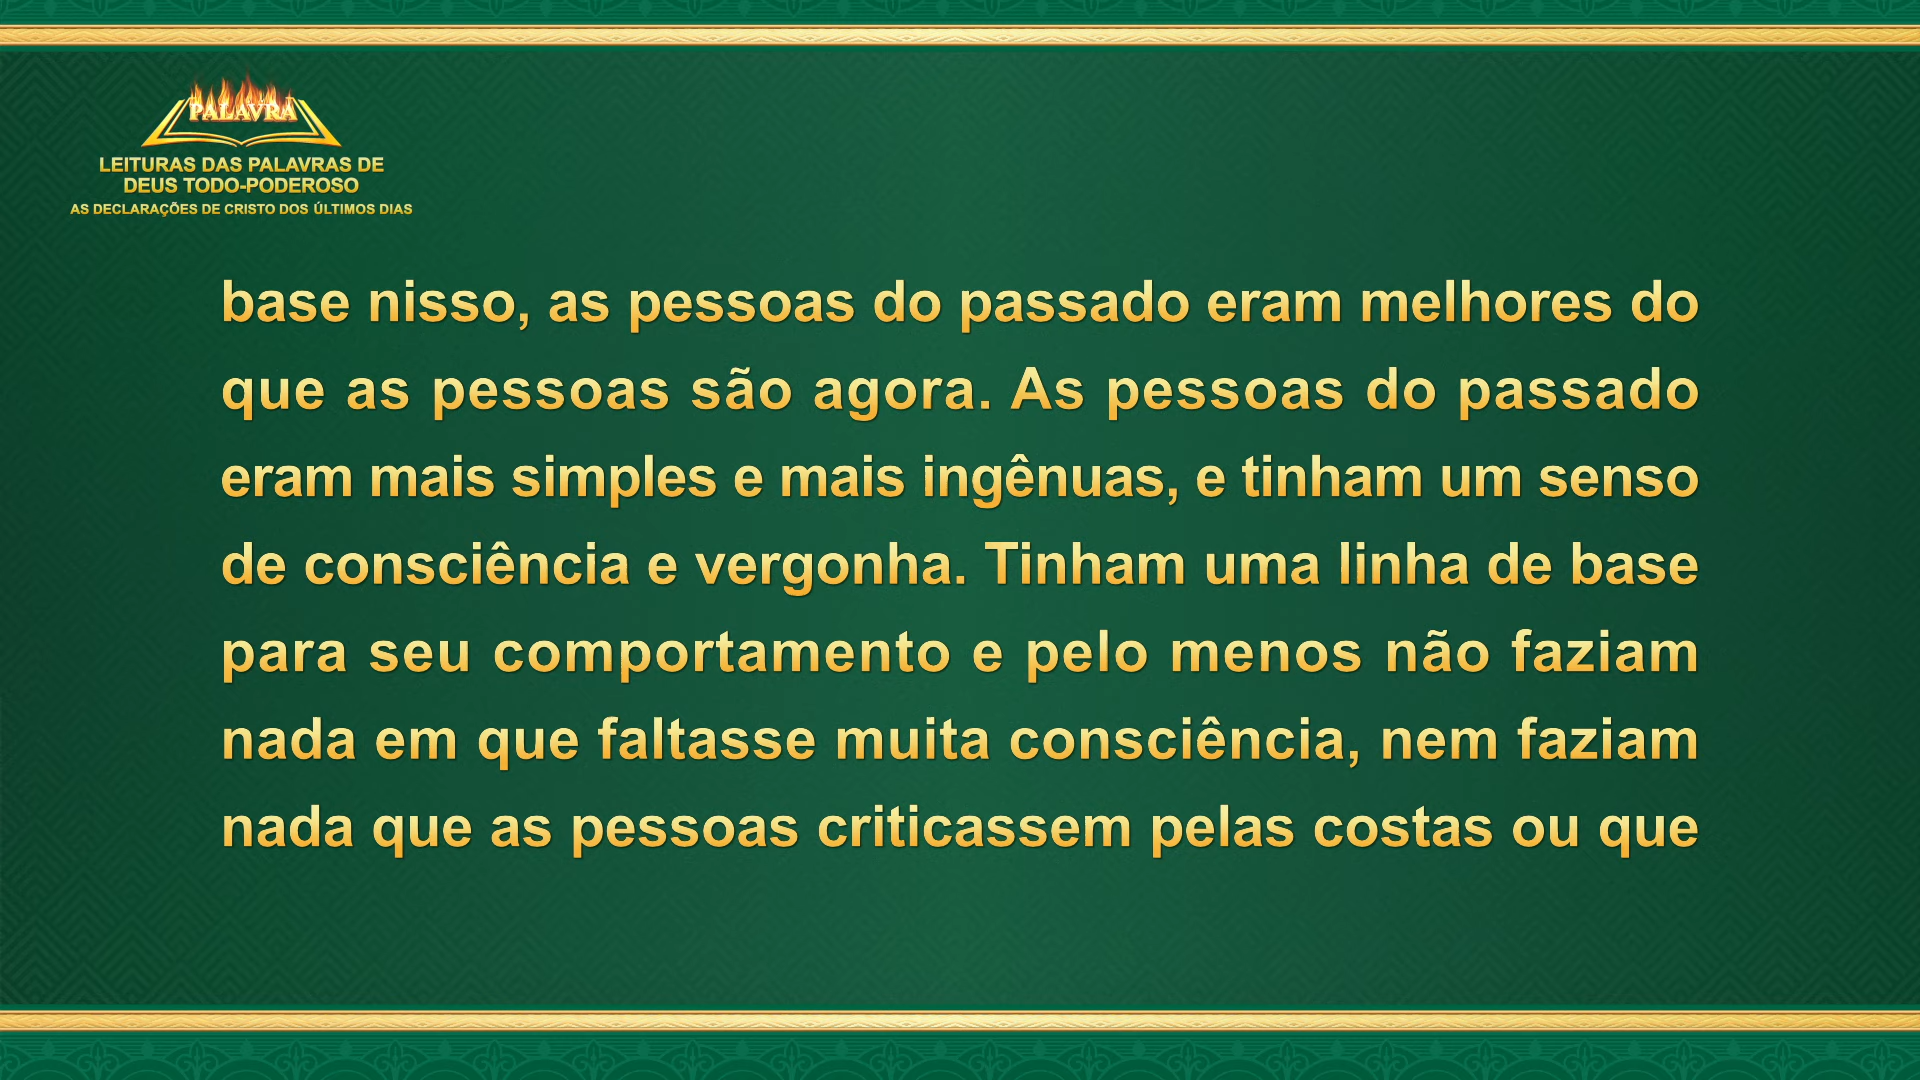 PALAVRA
LEITURAS DAS PALAVRAS DE
DEUS TODO-PODEROSO
AS DECLARAÇÕES DE CRISTO DOS ÚLTIMOS DIAS
base nisso, as pessoas do passado eram melhores do
que as pessoas são agora. As pessoas do passado
eram mais simples e mais ingênuas, e tinham um senso
de consciência e vergonha. Tinham uma linha de base
para seu comportamento e pelo menos não faziam
nada em que faltasse muita consciência, nem faziam
nada que as pessoas criticassem pelas costas ou que